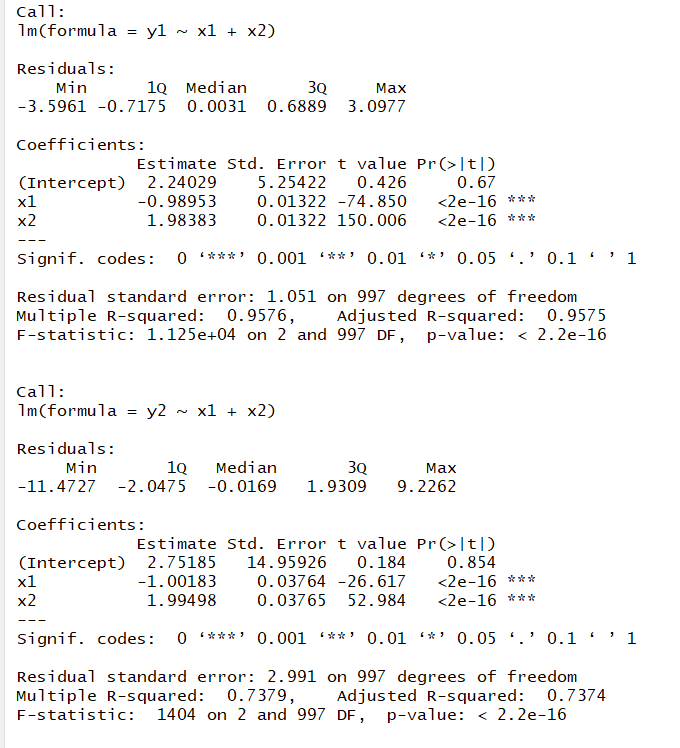 Call:
lm(formula = y1 ~ x1 + x2)
Residuals:
    Min      1Q  Median      3Q     Max
-3.5961 -0.7175  0.0031  0.6889  3.0977
Coefficients:
            Estimate Std. Error t value Pr(>|t|)
(Intercept)  2.24029    5.25422   0.426     0.67
x1          -0.98953    0.01322 -74.850   <2e-16 ***
x2           1.98383    0.01322 150.006   <2e-16 ***
---
Signif. codes:  0 ‘***’ 0.001 ‘**’ 0.01 ‘*’ 0.05 ‘.’ 0.1 ‘ ’ 1
Residual standard error: 1.051 on 997 degrees of freedom
Multiple R-squared:  0.9576,	Adjusted R-squared:  0.9575
F-statistic: 1.125e+04 on 2 and 997 DF,  p-value: < 2.2e-16
Call:
lm(formula = y2 ~ x1 + x2)
Residuals:
     Min       1Q   Median       3Q      Max
-11.4727  -2.0475  -0.0169   1.9309   9.2262
Coefficients:
            Estimate Std. Error t value Pr(>|t|)
(Intercept)  2.75185   14.95926   0.184    0.854
x1          -1.00183    0.03764 -26.617   <2e-16 ***
x2           1.99498    0.03765  52.984   <2e-16 ***
---
Signif. codes:  0 ‘***’ 0.001 ‘**’ 0.01 ‘*’ 0.05 ‘.’ 0.1 ‘ ’ 1
Residual standard error: 2.991 on 997 degrees of freedom
Multiple R-squared:  0.7379,	Adjusted R-squared:  0.7374
F-statistic:  1404 on 2 and 997 DF,  p-value: < 2.2e-16